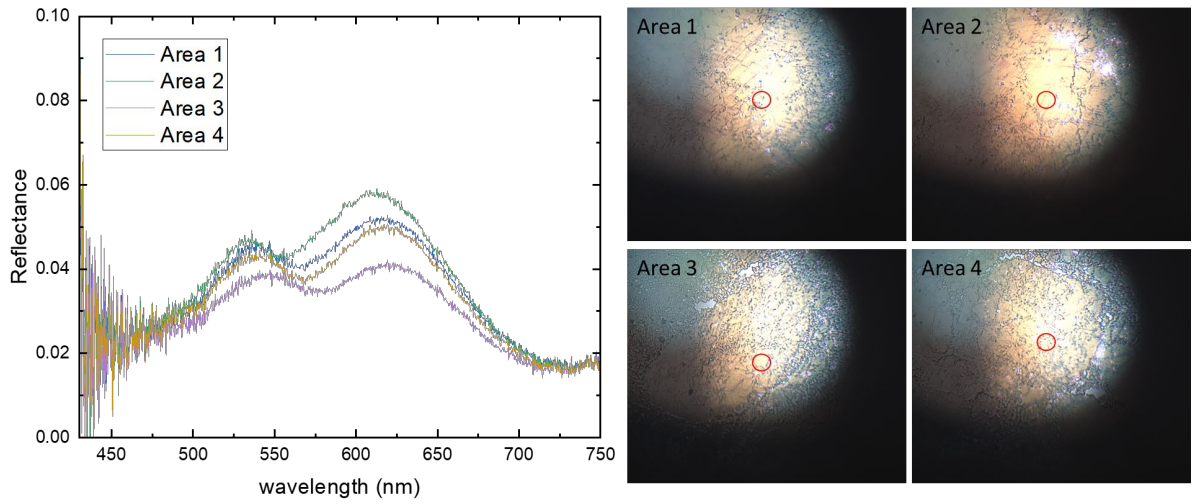 0.10
0.08
0.06
0.04
0.02
0.00
Reflectance
Area 1
Area 2
Area 3
Area 4
450 500 550 600 650 700 750
wavelength (nm)
Area 1
Area 2
Area 3
Area 4